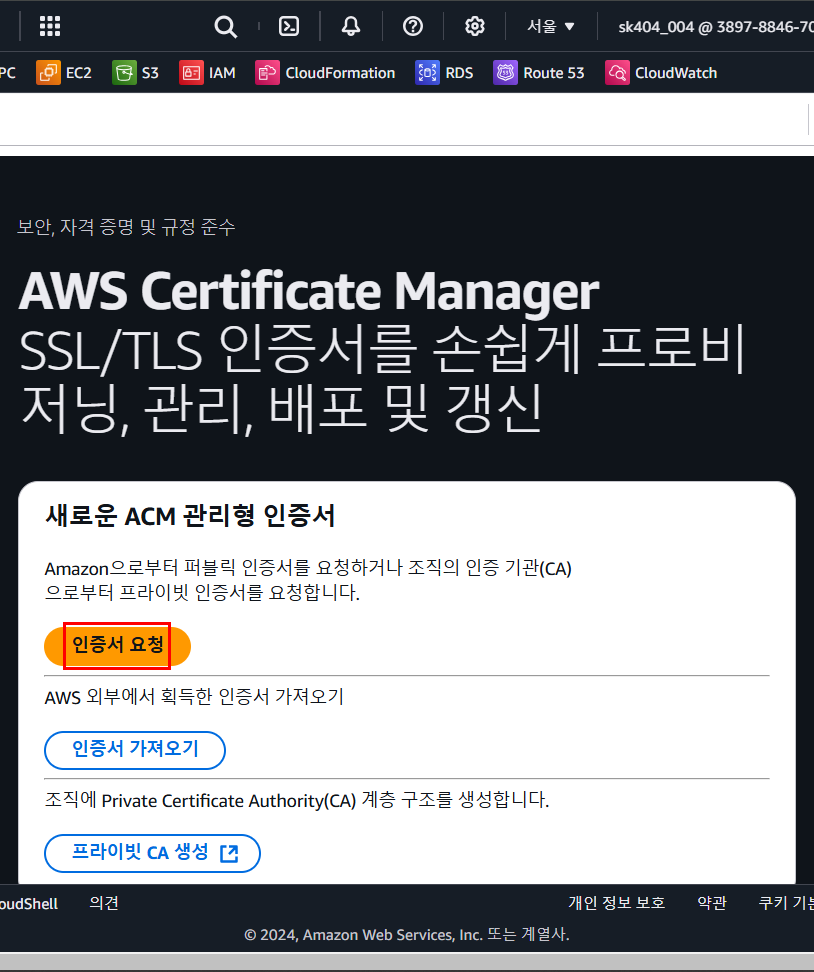 서울 ▼ sk404_004 @ 3897-8846-70
PC EC2 S3 IAM CloudFormation RDS Route 53 CloudWatch
보안, 자격 증명 및 규정 준수
AWS Certificate Manager
SSL/TLS 인증서를 손쉽게 프로비
저닝, 관리, 배포 및 갱신
새로운 ACM 관리형 인증서
Amazon으로부터 퍼블릭 인증서를 요청하거나 조직의 인증 기관(CA)
으로부터 프라이빗 인증서를 요청합니다.
인증서 요청
AWS 외부에서 획득한 인증서 가져오기
인증서 가져오기
조직에 Private Certificate Authority(CA) 계층 구조를 생성합니다.
프라이빗 CA 생성
oudShell 의견 개인 정보 보호 약관 쿠키 기본
© 2024, Amazon Web Services, Inc. 또는 계열사.